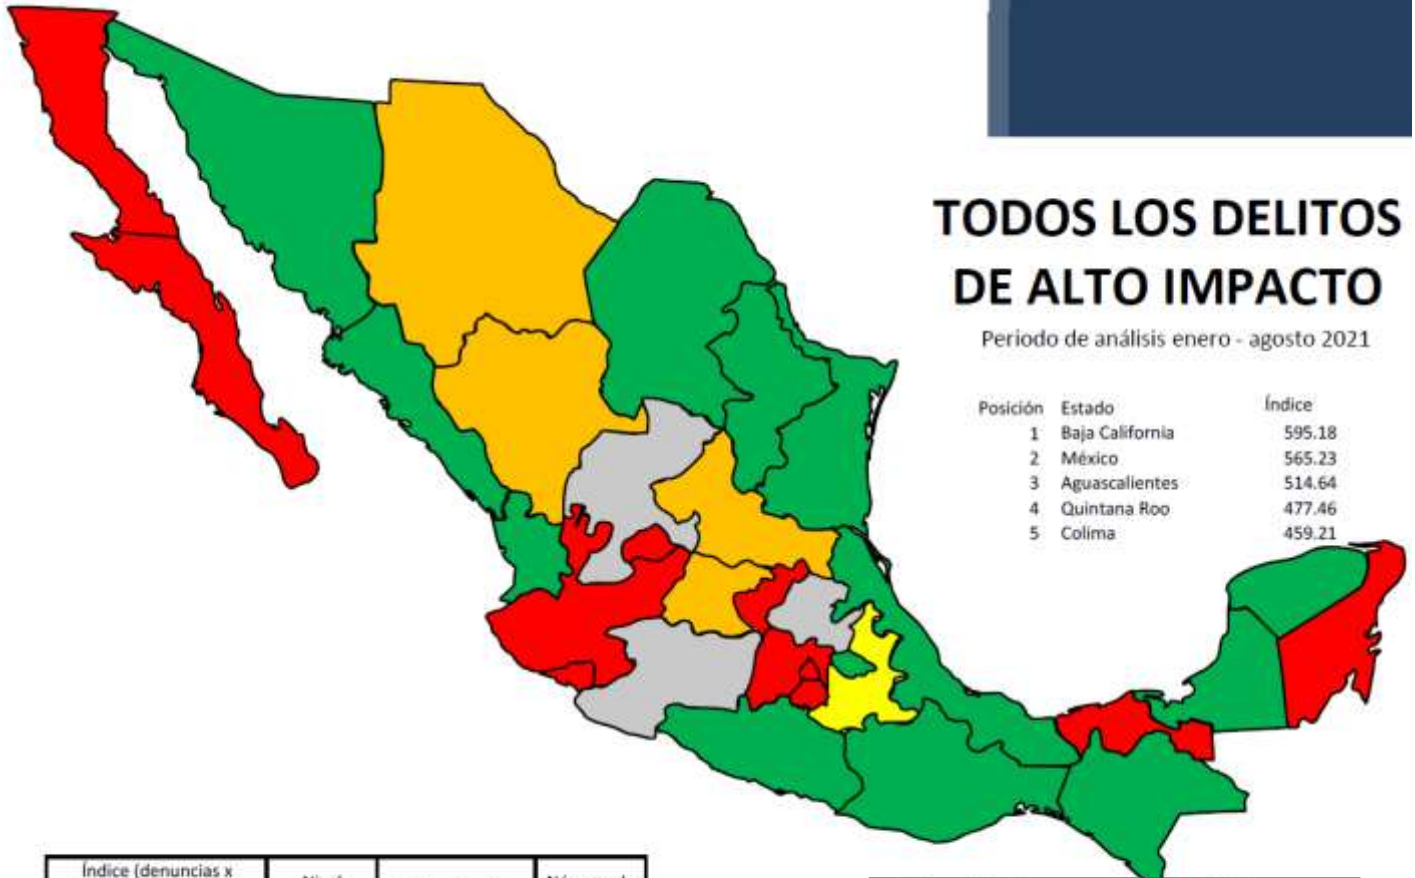 TODOS LOS DELITOS
DE ALTO IMPACTO
Periodo de análisis enero - agosto 2021
Posición Estado Índice
1 Baja California 595.18
2 México 565.23
3 Aguascalientes 514.64
4 Quintana Roo 477.46
5 Colima 459.21
Índice (denuncias x